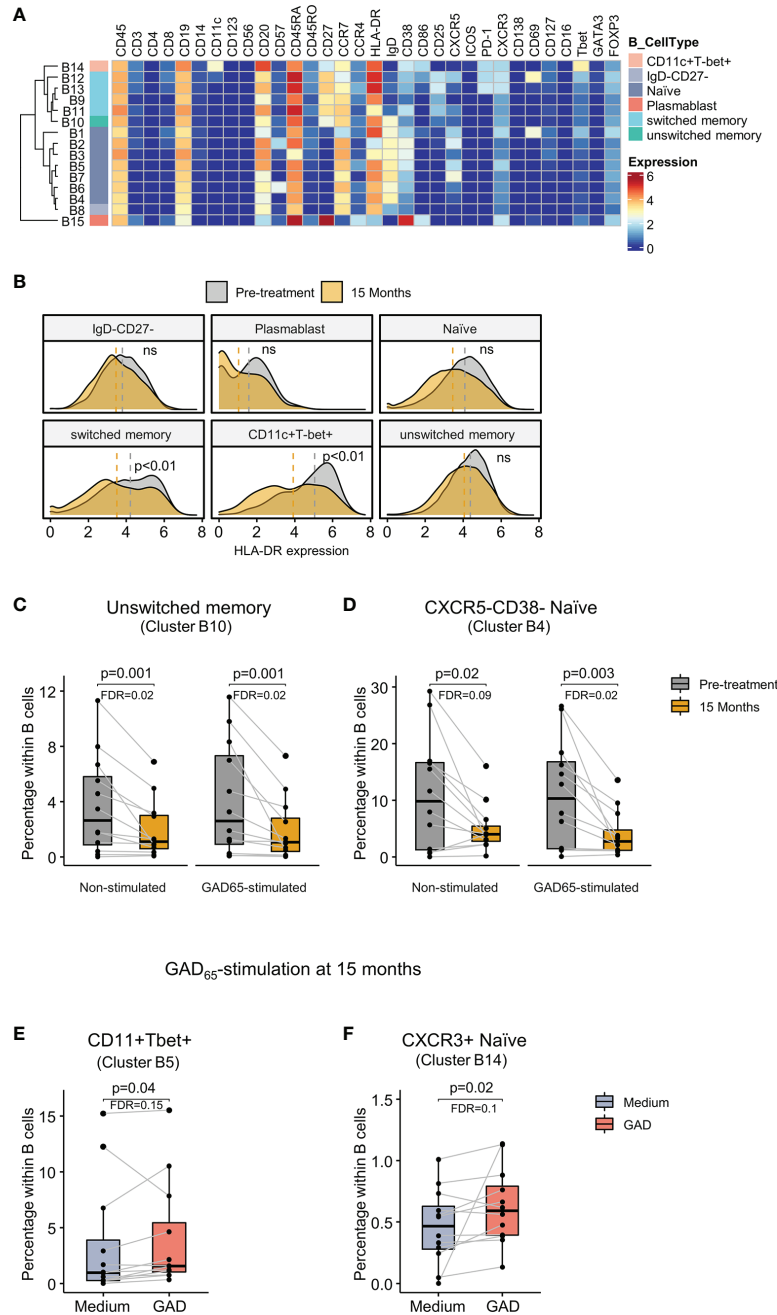 A
CD45
CD3
CD4
CD8
CD19
CD14
CD11c
CD123
CD56
CD20
CD57
CD45RA
CD45RO
CD27
CCR7
CCR4
HLA-DR
IgD
CD38
CD86
CD25
CXCR5
ICOS
PD-1
CXCR3
CD138
CD69
CD127
CD16
Tbet
GATA3
FOXP3
B14
B12
B13
B9
B11
B10
B1
B2
B3
B5
B7
B6
B4
B8
B15
B_CellType
CD11c+T-bet+
IgD-CD27-
Naïve
Plasmablast
switched memory
unswitched memory
Expression
6
4
2
0
B
Pre-treatment 15 Months
IgD-CD27- Plasmablast Naïve
ns ns ns
switched memory CD11c+T-bet+ unswitched memory
p<0.01 p<0.01 ns
0 2 4 6 8 0 2 4 6 8 0 2 4 6 8
HLA-DR expression
C
Unswitched memory
(Cluster B10)
Percentage within B cells
12
8
4
0
p=0.001
FDR=0.02
p=0.001
FDR=0.02
Non-stimulated GAD65-stimulated
D
CXCR5-CD38- Naïve
(Cluster B4)
Percentage within B cells
30
20
10
0
p=0.02
FDR=0.09
p=0.003
FDR=0.02
Non-stimulated GAD65-stimulated
Pre-treatment
15 Months
GAD65-stimulation at 15 months
E
CD11+Tbet+
(Cluster B5)
Percentage within B cells
15
10
5
0
p=0.04
FDR=0.15
Medium GAD
F
CXCR3+ Naïve
(Cluster B14)
Percentage within B cells
1.5
1.0
0.5
0.0
p=0.02
FDR=0.1
Medium GAD
Medium
GAD